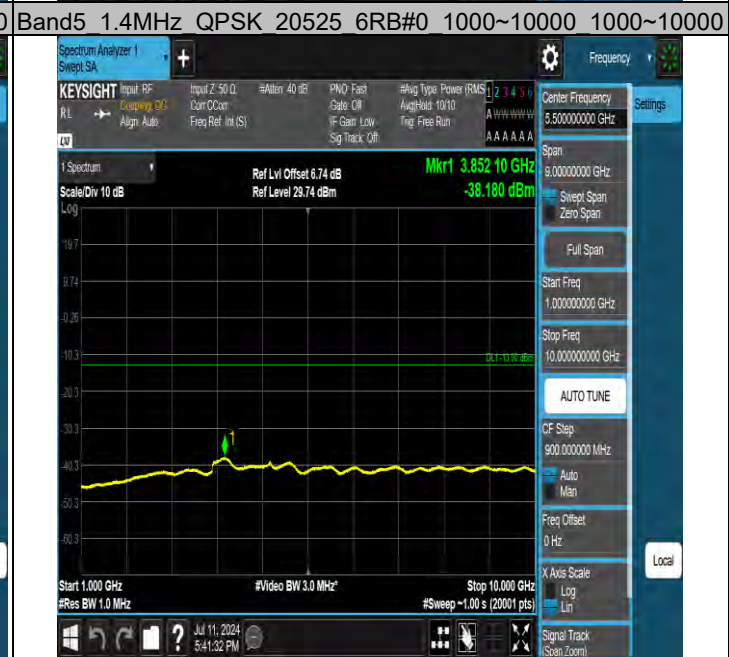 0 Band5_1.4MHz_QPSK_20525_6RB#0_1000~10000_1000~10000
Spectrum Analyzer 1
Swept SA
+
Frequency
KEYSIGHT Input: RF
RL
Coupling: DC
Align: Auto
Input Z: 50 Ω
Corr CCorr
Freq Ref: Int (S)
#Atten: 40 dB
PNO: Fast
Gate: Off
IF Gain: Low
Sig Track: Off
#Avg Type: Power (RMS
Avg|Hold: 10/10
Trig: Free Run
1 2 3 4 5 6
A W W W W W
A A A A A A
Center Frequency
5.500000000 GHz
Settings
Span
9.00000000 GHz
Swept Span
Zero Span
Full Span
Start Freq
1.000000000 GHz
Stop Freq
10.000000000 GHz
AUTO TUNE
CF Step
900.000000 MHz
Auto
Man
Freq Offset
0 Hz
X Axis Scale
Log
Lin
Signal Track
(Span Zoom)
Local
1 Spectrum
Scale/Div 10 dB
Log
Ref Lvl Offset 6.74 dB
Ref Level 29.74 dBm
Mkr1 3.852 10 GHz
-38.180 dBm
19.7
9.74
-0.26
-10.3
DL1 -13.00 dBm
-20.3
-30.3
1
-40.3
-50.3
-60.3
Start 1.000 GHz
#Res BW 1.0 MHz
#Video BW 3.0 MHz*
Stop 10.000 GHz
#Sweep ~1.00 s (20001 pts)
?
Jul 11, 2024
5:41:32 PM